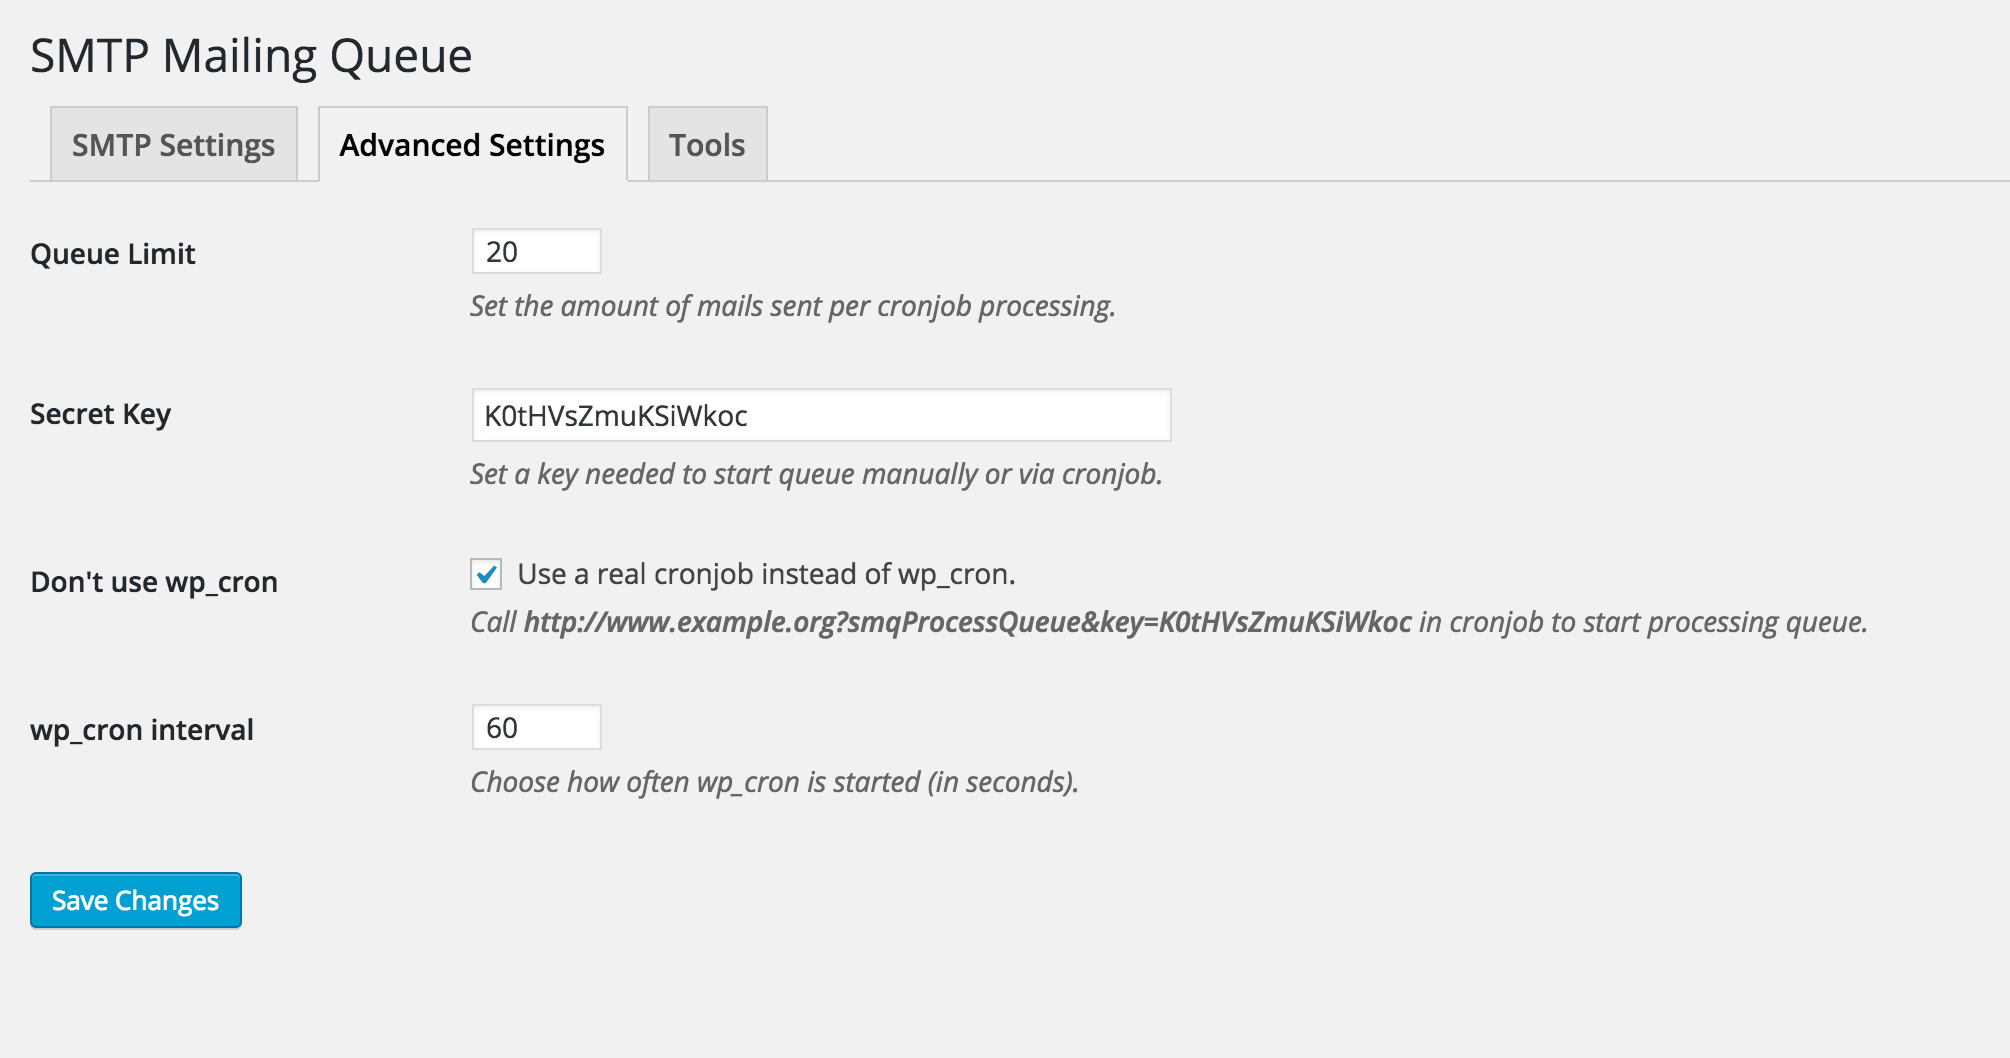 SMTP Mailing Queue
SMTP Settings Advanced Settings Tools
Queue Limit 20
Set the amount of mails sent per cronjob processing.
Secret Key K0tHVsZmuKSiWkoc
Set a key needed to start queue manually or via cronjob.
Don't use wp_cron Use a real cronjob instead of wp_cron.
Call http://www.example.org?smqProcessQueue&key=K0tHVsZmuKSiWkoc in cronjob to start processing queue.
wp_cron interval 60
Choose how often wp_cron is started (in seconds).
Save Changes